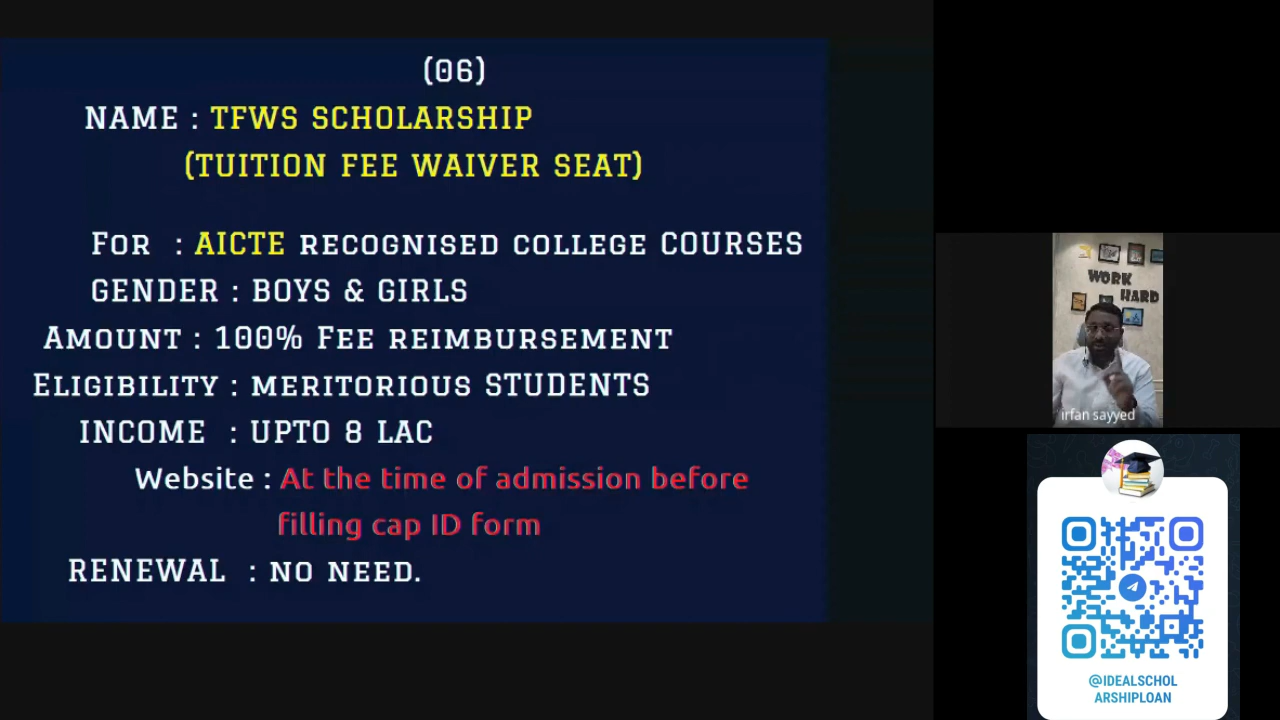 (06)
NAME : TFWS SCHOLARSHIP
(TUITION FEE WAIVER SEAT)
For : AICTE recognised college COURSES
GENDER : BOYS & GIRLS
Amount : 100% Fee reimbursement
Eligibility : meritorious STUDENTS
INCOME : UPTO 8 LAC
Website : At the time of admission before
filling cap ID form
RENEWAL : no need.
WORK
HARD
irfan sayyed
@IDEALSCHOL
ARSHIPLOAN